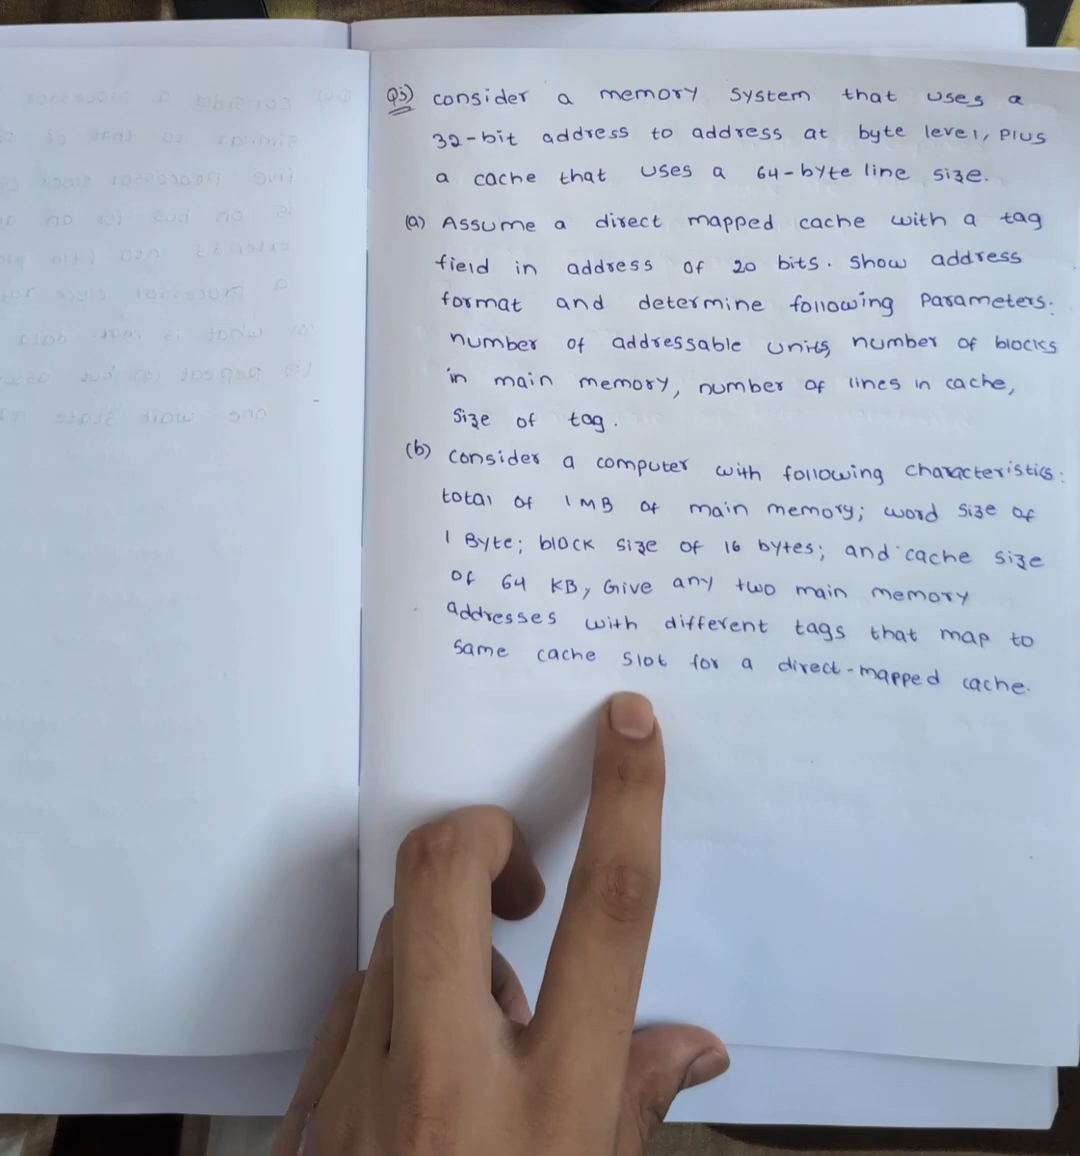 Q5) consider a memory system that uses a
32-bit address to address at byte level, Plus
a cache that uses a 64-byte line size.
(a) Assume a direct mapped cache with a tag
field in address of 20 bits. show address
format and determine following Parameters:
number of addressable units, number of blocks
in main memory, number of lines in cache,
size of tag.
(b) consider a computer with following characteristics:
total of 1MB of main memory; word size of
1 Byte; block size of 16 bytes; and cache size
of 64 KB, Give any two main memory
addresses with different tags that map to
same cache slot for a direct-mapped cache.